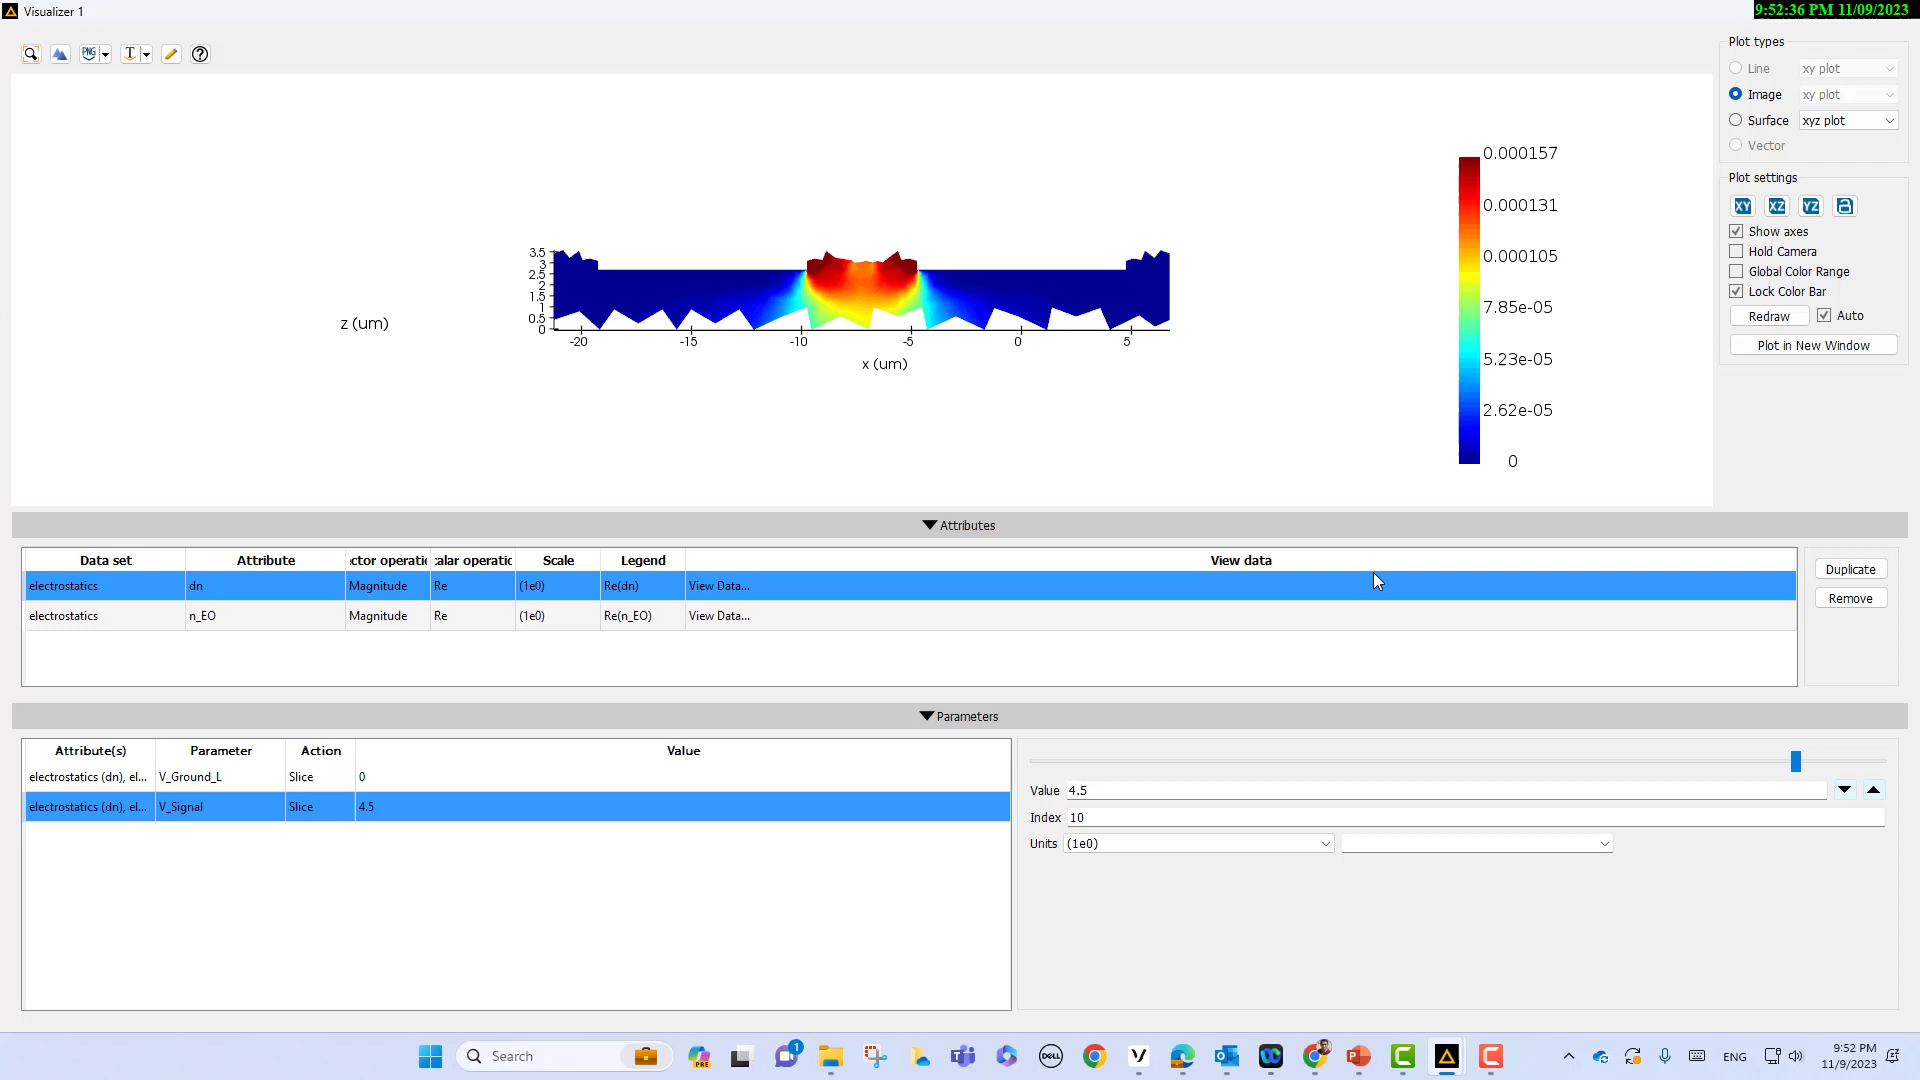 Visualizer 1
9:52:36 PM 11/09/2023
PNG T
Plot types
Line xy plot
Image xy plot
Surface xyz plot
Vector
Plot settings
XY XZ YZ
Show axes
Hold Camera
Global Color Range
Lock Color Bar
Redraw Auto
Plot in New Window
3.5
3
2.5
2
1.5
1
0.5
0
z (um)
-20 -15 -10 -5 0 5
x (um)
0.000157
0.000131
0.000105
7.85e-05
5.23e-05
2.62e-05
0
Attributes
Data set Attribute ctor operatic alar operatic Scale Legend View data
electrostatics dn Magnitude Re (1e0) Re(dn) View Data...
electrostatics n_EO Magnitude Re (1e0) Re(n_EO) View Data...
Duplicate
Remove
Parameters
Attribute(s) Parameter Action Value
electrostatics (dn), el... V_Ground_L Slice 0
electrostatics (dn), el... V_Signal Slice 4.5
Value 4.5
Index 10
Units (1e0)
Search
PRE
1
DELL
ENG
9:52 PM
11/9/2023